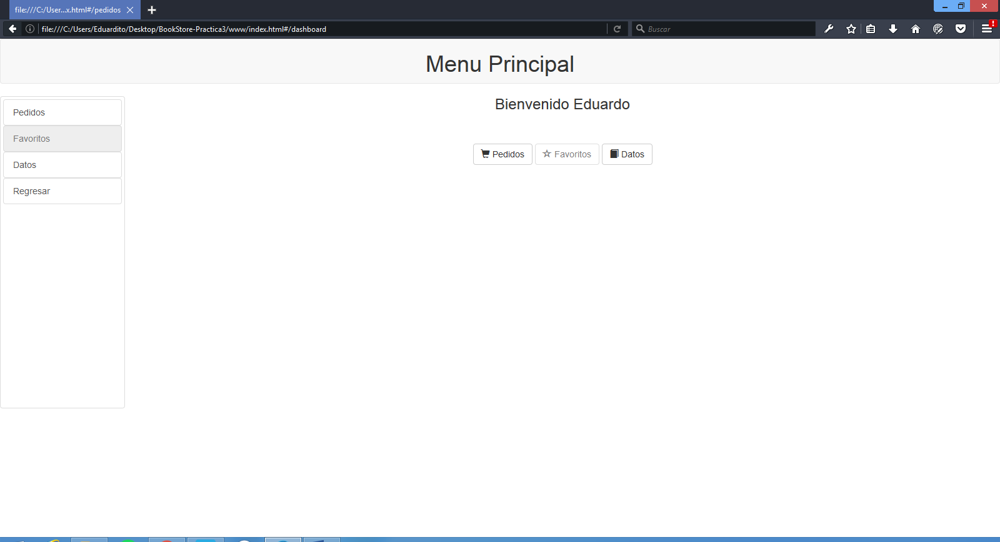 file:///C:/User...x.html#/pedidos
file:///C:/Users/Eduardito/Desktop/BookStore-Practica3/www/index.html#/dashboard
Buscar
Menu Principal
Pedidos
Favoritos
Datos
Regresar
Bienvenido Eduardo
Pedidos Favoritos Datos